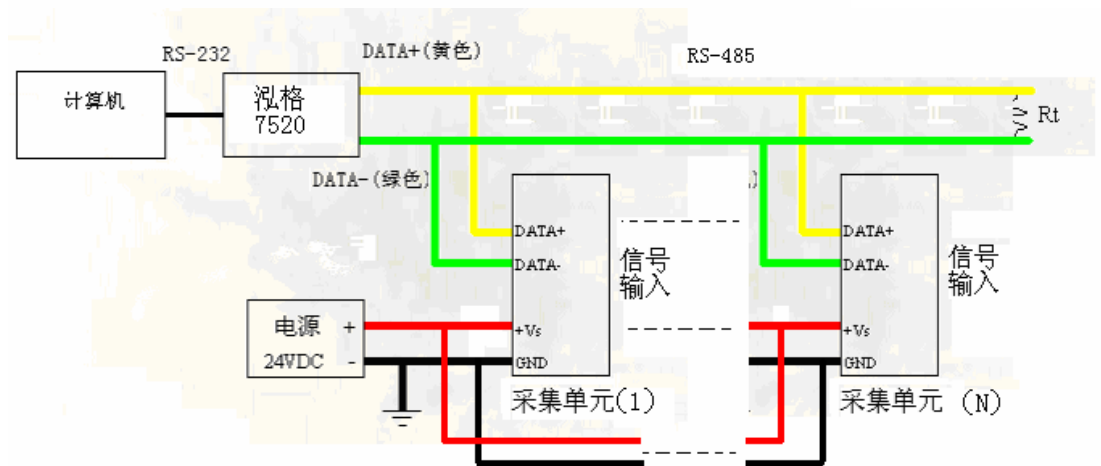 RS-232
DATA+(黄色)
RS-485
计算机
泓格
7520
Rt
DATA-(绿色)
DATA+
DATA-
+Vs
GND
信号
输入
DATA+
DATA-
+Vs
GND
信号
输入
电源 +
24VDC -
采集单元(1)
采集单元 (N)